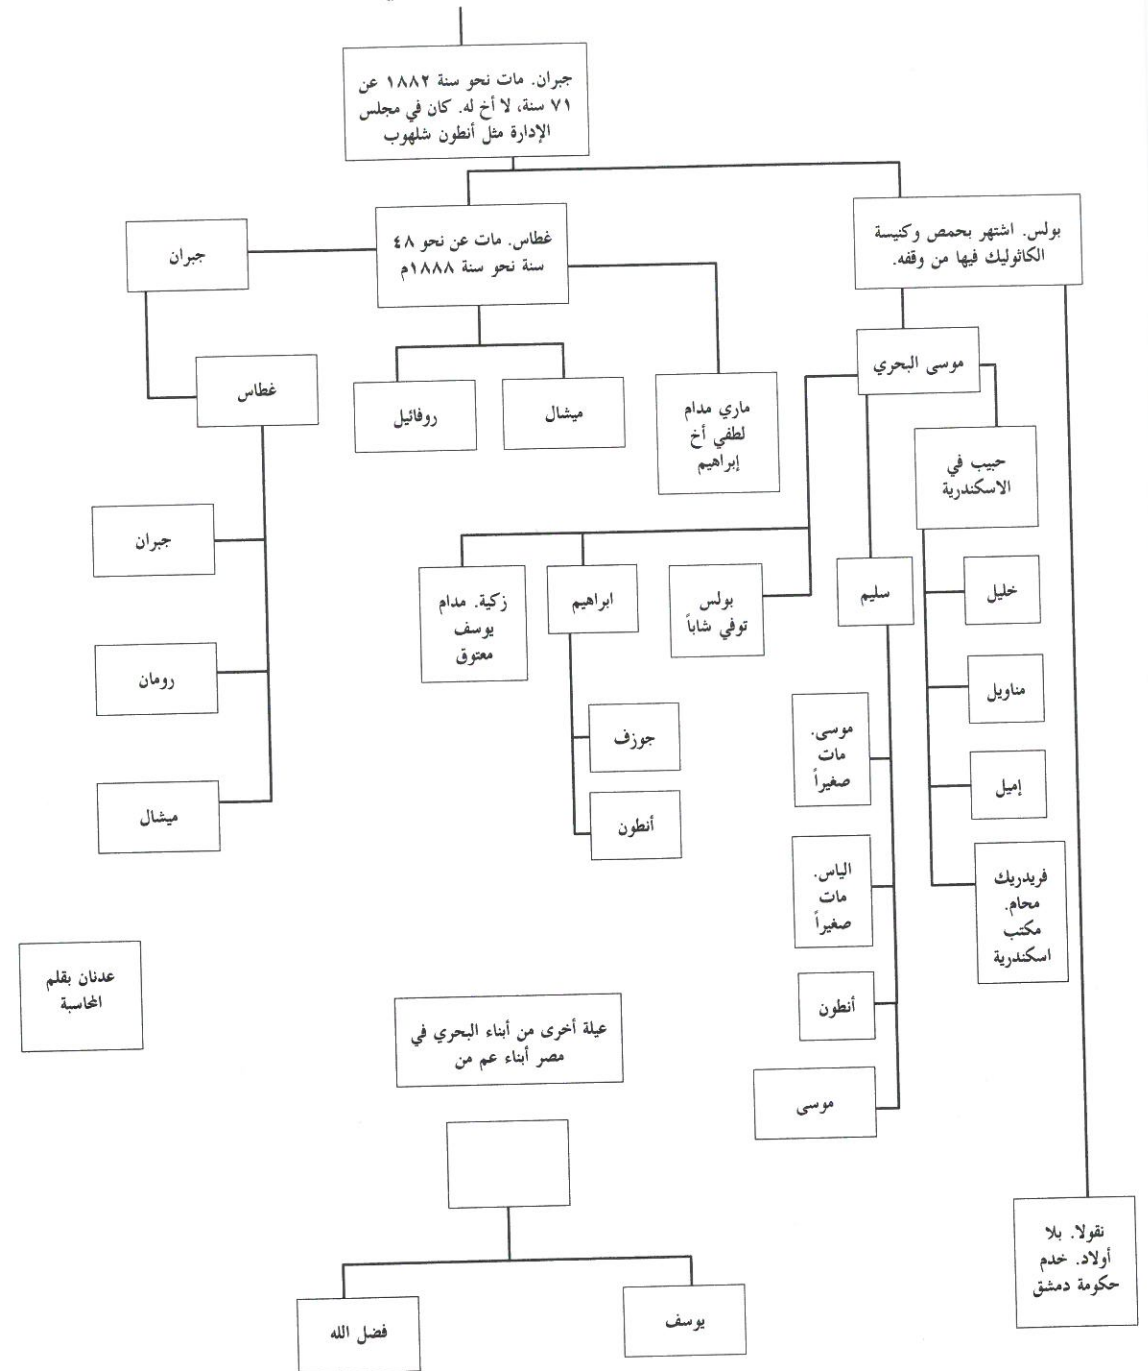 جبران. مات نحو سنة ١٨٨٢ عن
٧١ سنة، لا أخ له. كان في مجلس
الإدارة مثل أنطون شلهوب
بولس. اشتهر بحمص وكنيسة
الكاثوليك فيها من وقفه.
غطاس. مات عن نحو ٤٨
سنة نحو سنة ١٨٨٨م
جبران
موسى البحري
غطاس
ميشال
روفائيل
ماري مدام
لطفي أخ
إبراهيم
حبيب في
الاسكندرية
جبران
خليل
سليم
بولس
توفي شاباً
ابراهيم
زكية. مدام
يوسف
معتوق
رومان
مناويل
موسى.
مات
صغيراً
جوزف
إميل
أنطون
ميشال
فريدريك
محام.
مكتب
اسكندرية
الياس.
مات
صغيراً
عدنان بقلم
المحاسبة
أنطون
عيلة أخرى من أبناء البحري في
مصر أبناء عم من
موسى
نقولا. بلا
أولاد. خدم
حكومة دمشق
يوسف
فضل الله